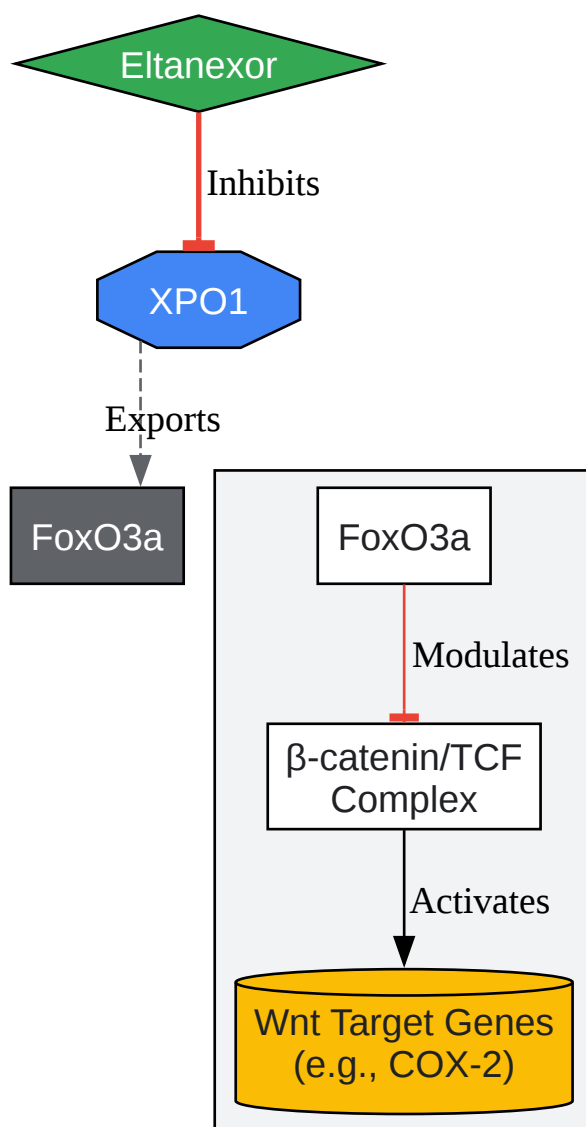 Eltanexor
Inhibits
XPO1
Exports
FoxO3a
FoxO3a
Modulates
β-catenin/TCF
Complex
Activates
Wnt Target Genes
(e.g., COX-2)